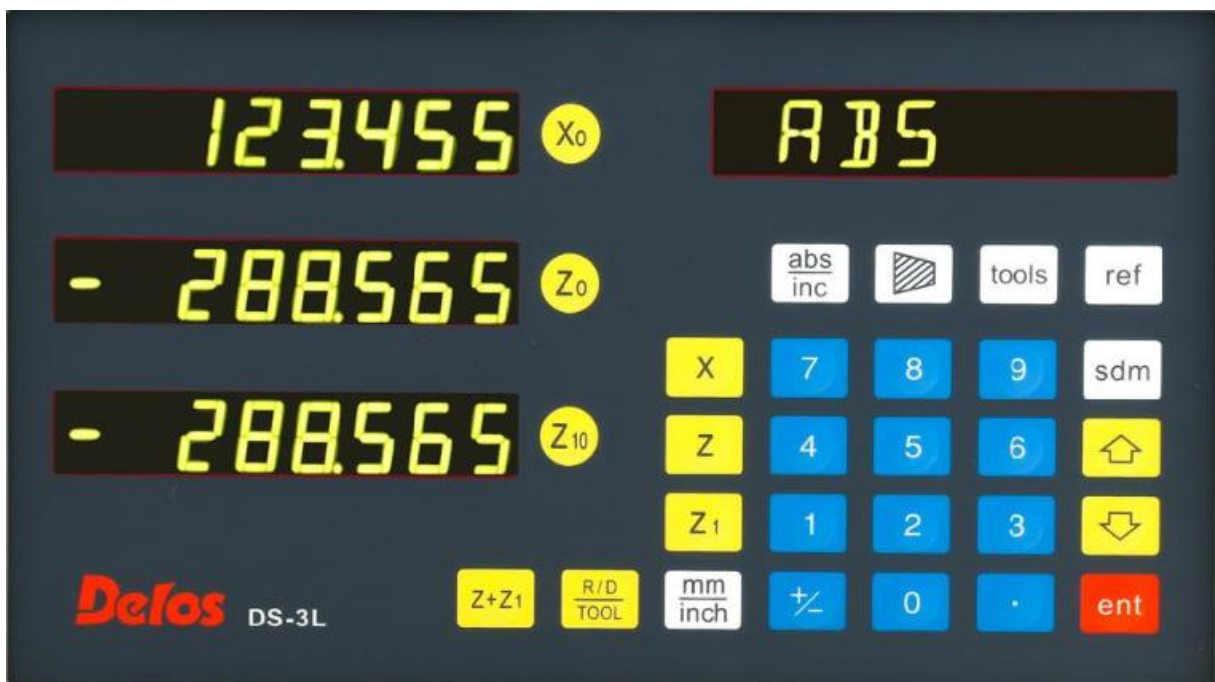 123.455 X0 ABS
- 288.565 Z0
abs/inc tools ref
X 7 8 9 sdm
- 288.565 Z10
Z 4 5 6
Z1 1 2 3
Delos DS-3L Z+Z1 R/D/TOOL mm/inch +/- 0 . ent